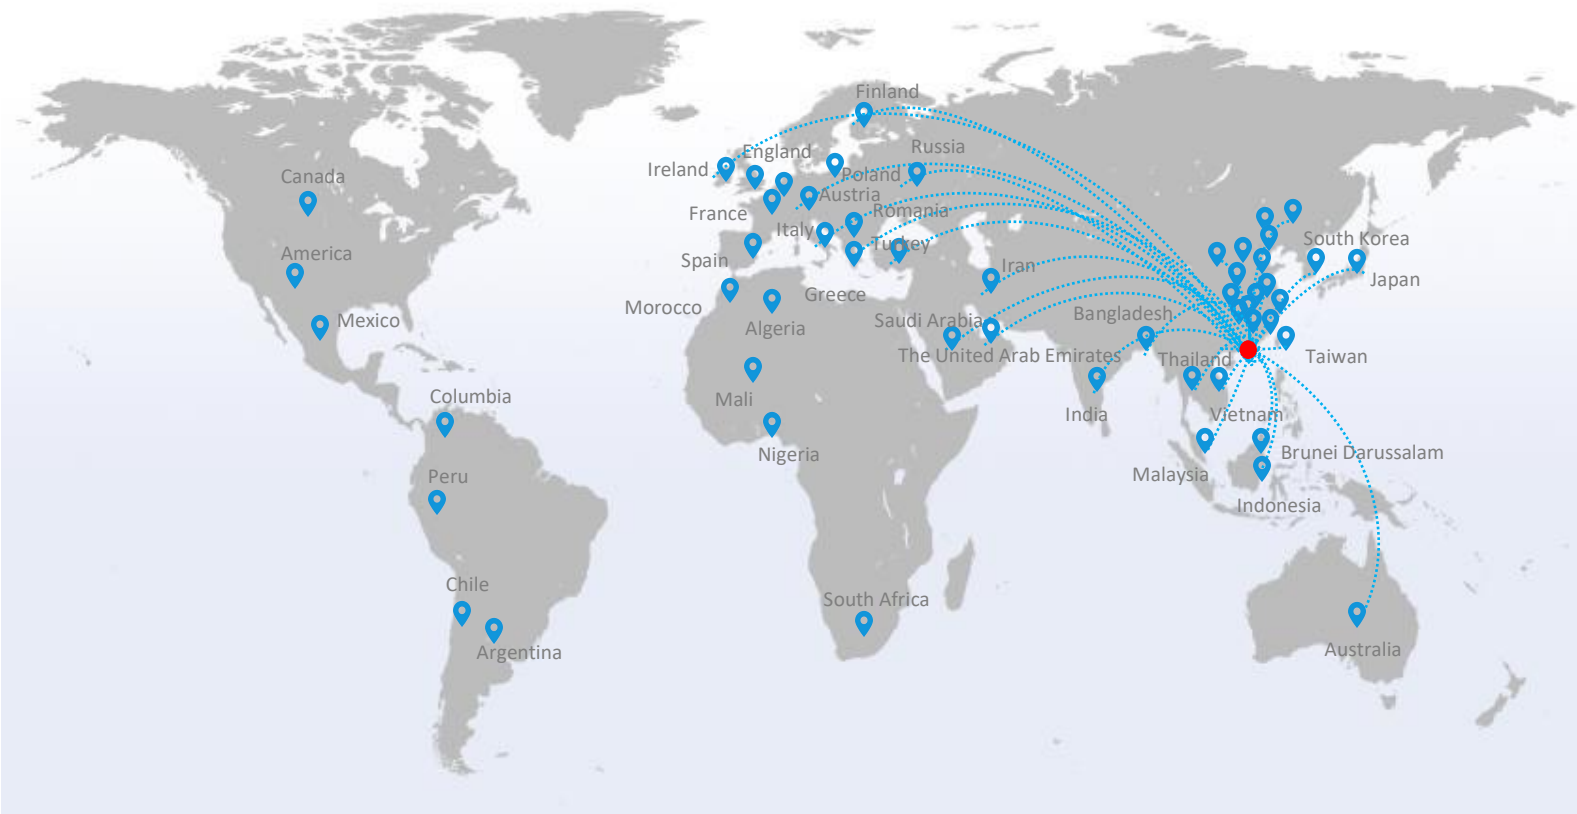 Finland
England
Russia
Ireland
Poland
Canada
Austria
France
Romania
Italy
South Korea
Turkey
America
Spain
Iran
Japan
Greece
Morocco
Bangladesh
Saudi Arabia
Mexico
Algeria
The United Arab Emirates
Thailand
Taiwan
Columbia
Mali
India
Vietnam
Nigeria
Brunei Darussalam
Peru
Malaysia
Indonesia
Chile
South Africa
Argentina
Australia